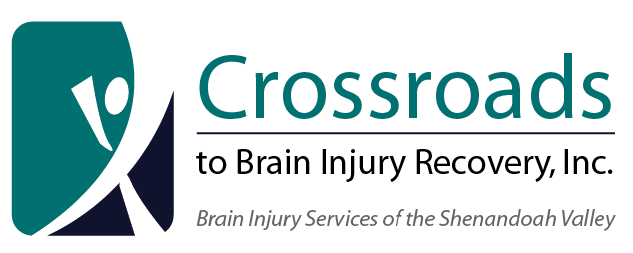 Crossroads
to Brain Injury Recovery, Inc.
Brain Injury Services of the Shenandoah Valley